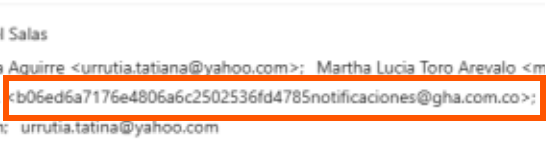 l Salas
a Aguirre <urrutia.tatiana@yahoo.com>; Martha Lucia Toro Arevalo <m
<b06ed6a7176e4806a6c2502536fd4785notificaciones@gha.com.co>;
n; urrutia.tatina@yahoo.com